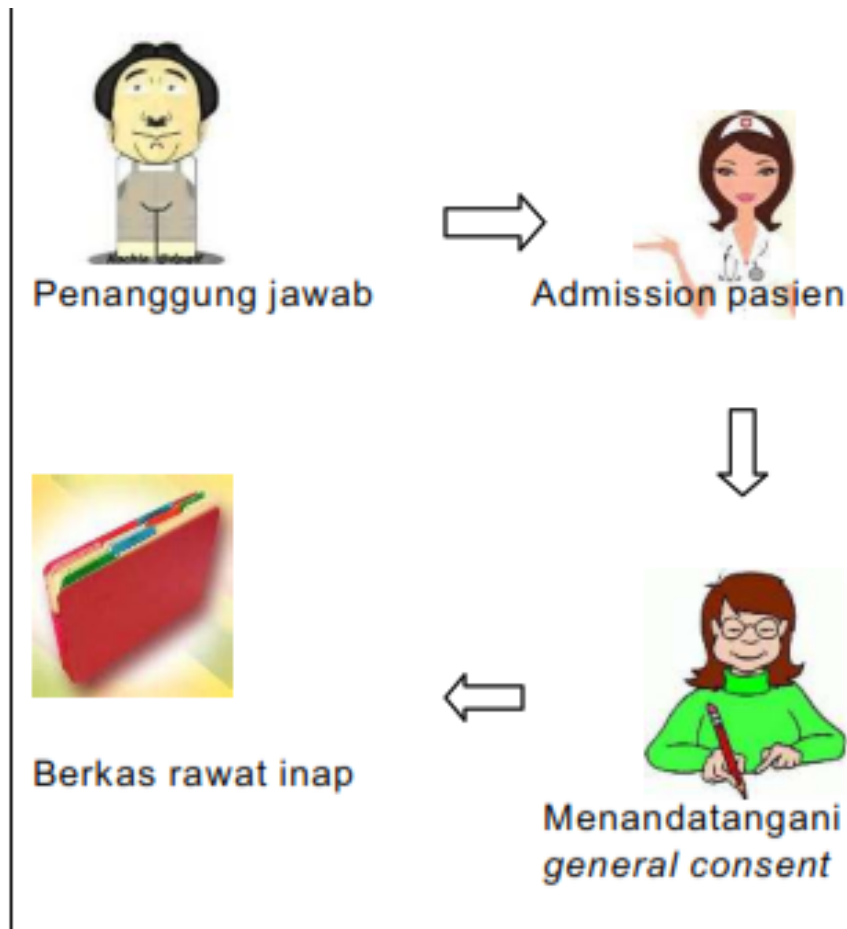 Penanggung jawab
Admission pasien
Berkas rawat inap
Menandatangani
general consent